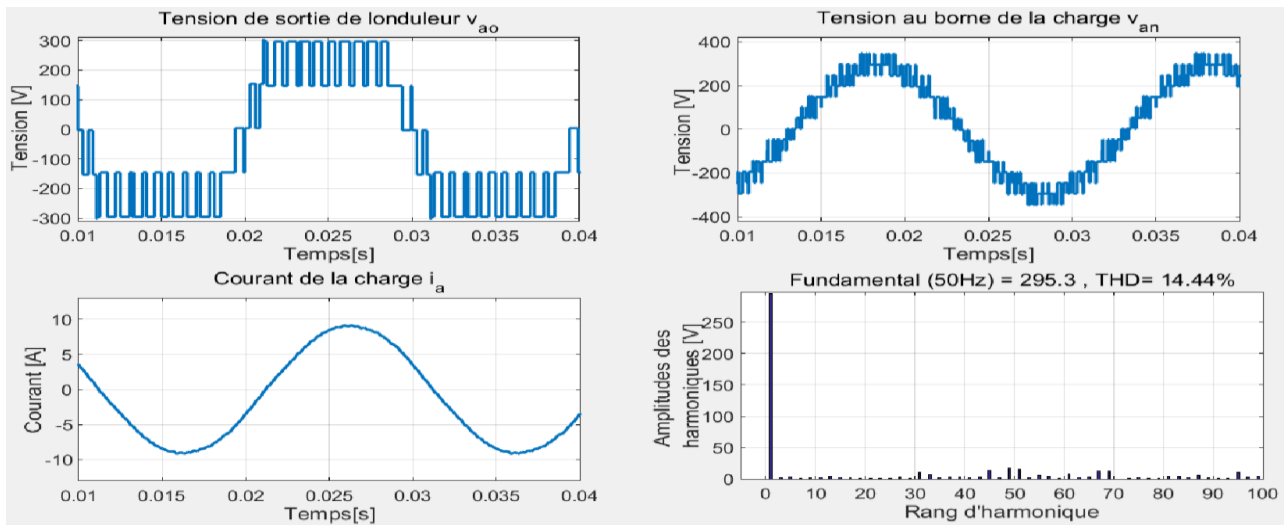 Tension de sortie de londuleur v_ao
Tension [V]
300
200
100
0
-100
-200
-300
0.01 0.015 0.02 0.025 0.03 0.035 0.04
Temps[s]
Tension au borne de la charge v_an
Tension [V]
400
200
0
-200
-400
0.01 0.015 0.02 0.025 0.03 0.035 0.04
Temps[s]
Courant de la charge i_a
Courant [A]
10
5
0
-5
-10
0.01 0.015 0.02 0.025 0.03 0.035 0.04
Temps[s]
Fundamental (50Hz) = 295.3 , THD= 14.44%
Amplitudes des
harmoniques [V]
250
200
150
100
50
0
0 10 20 30 40 50 60 70 80 90 100
Rang d'harmonique